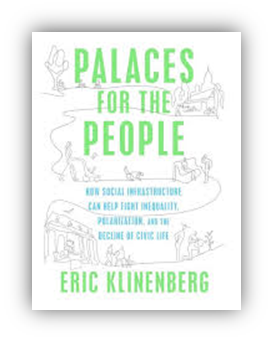 PALACES
FOR THE
PEOPLE
HOW SOCIAL INFRASTRUCTURE
CAN HELP FIGHT INEQUALITY,
POLARIZATION, AND THE
DECLINE OF CIVIC LIFE
ERIC KLINENBERG